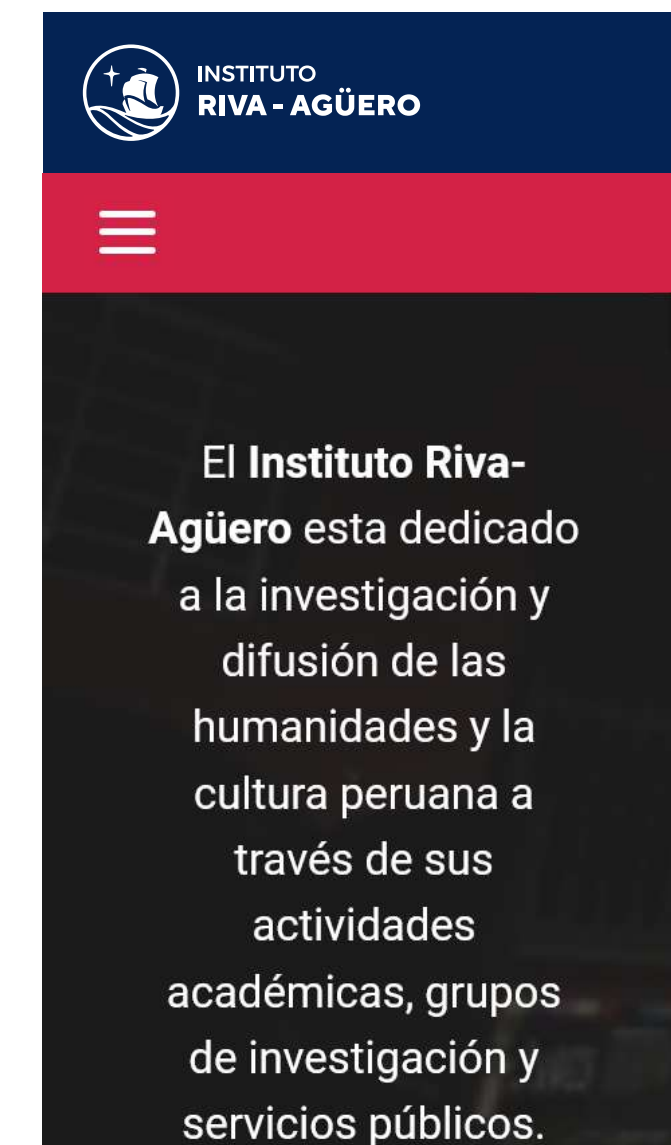 INSTITUTO
RIVA - AGÜERO
El Instituto Riva-
Agüero esta dedicado
a la investigación y
difusión de las
humanidades y la
cultura peruana a
través de sus
actividades
académicas, grupos
de investigación y
servicios públicos.